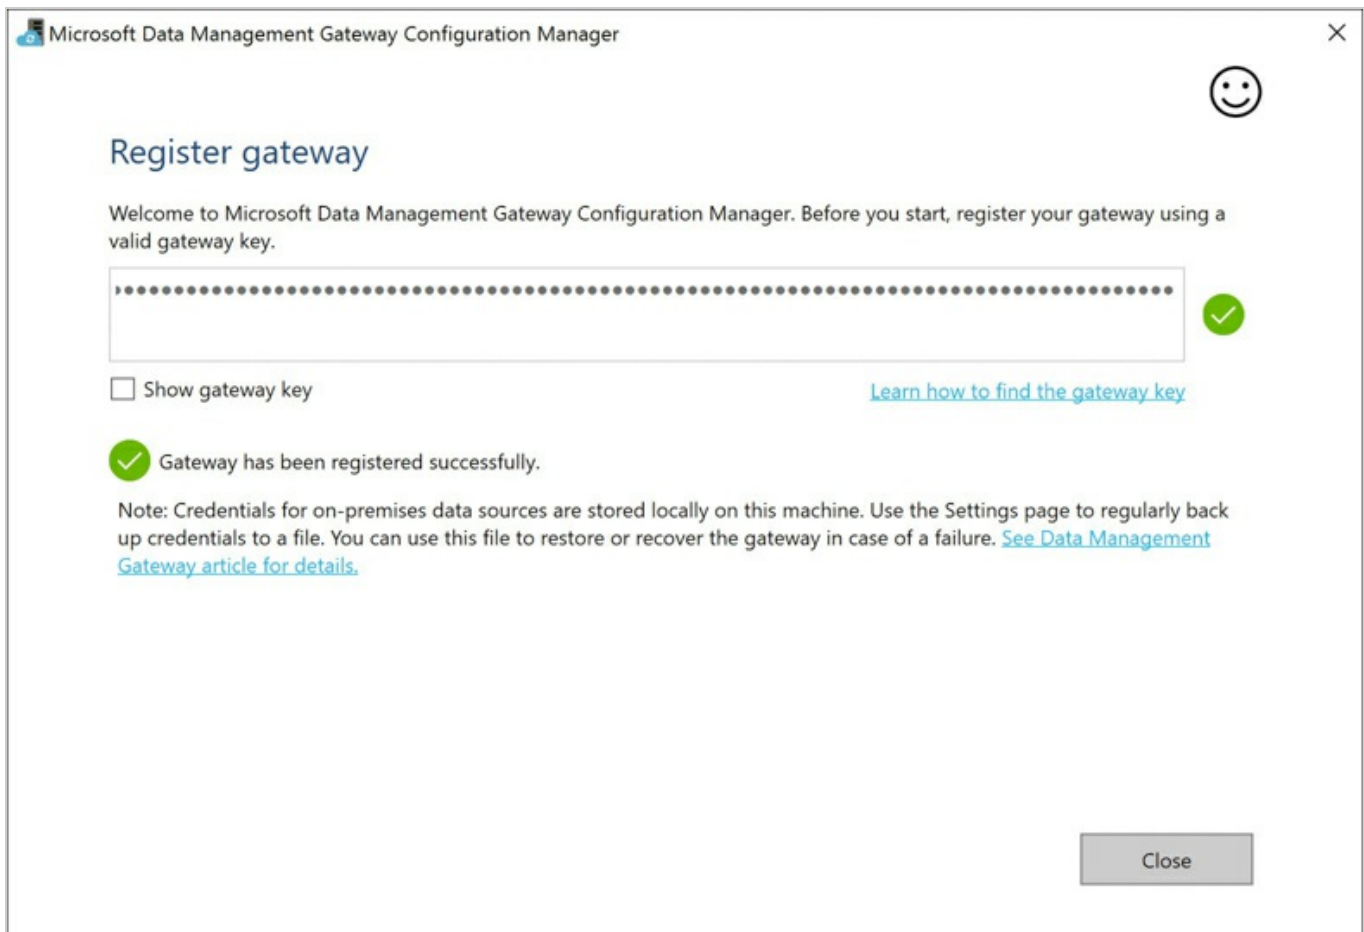 Microsoft Data Management Gateway Configuration Manager
Register gateway
Welcome to Microsoft Data Management Gateway Configuration Manager. Before you start, register your gateway using a
valid gateway key.
Show gateway key
Learn how to find the gateway key
Gateway has been registered successfully.
Note: Credentials for on-premises data sources are stored locally on this machine. Use the Settings page to regularly back
up credentials to a file. You can use this file to restore or recover the gateway in case of a failure. See Data Management
Gateway article for details.
Close